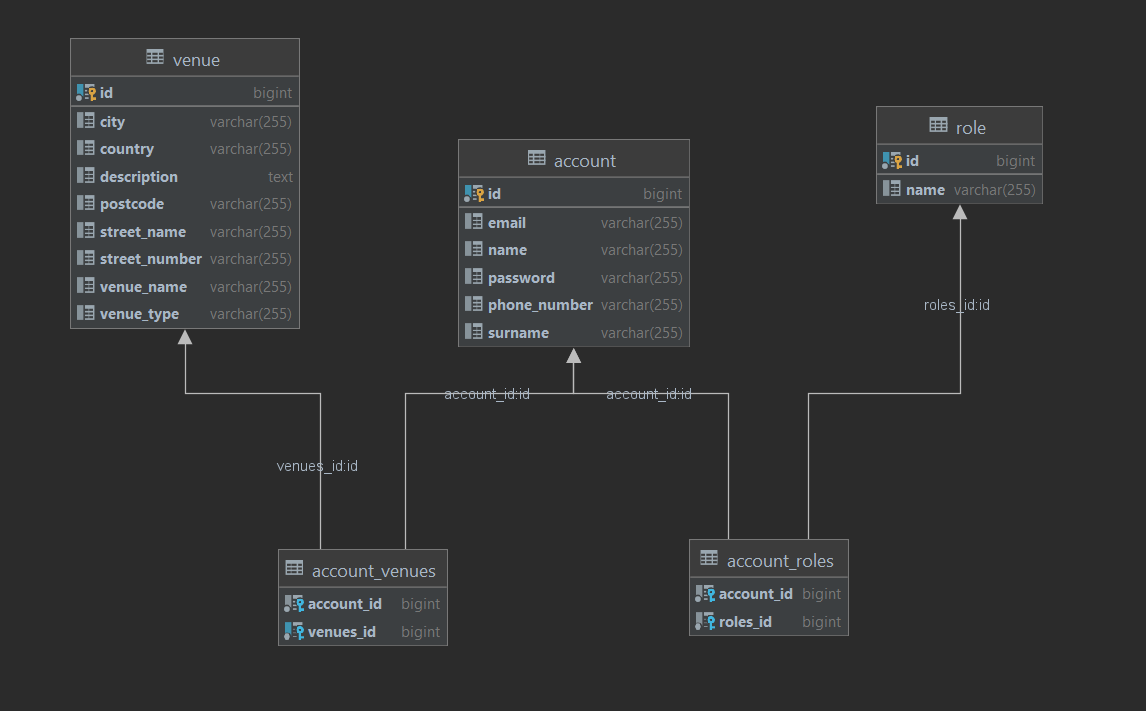 venue
id bigint
city varchar(255)
country varchar(255)
description text
postcode varchar(255)
street_name varchar(255)
street_number varchar(255)
venue_name varchar(255)
venue_type varchar(255)
account
id bigint
email varchar(255)
name varchar(255)
password varchar(255)
phone_number varchar(255)
surname varchar(255)
role
id bigint
name varchar(255)
roles_id:id
account_id:id
account_id:id
venues_id:id
account_venues
account_id bigint
venues_id bigint
account_roles
account_id bigint
roles_id bigint